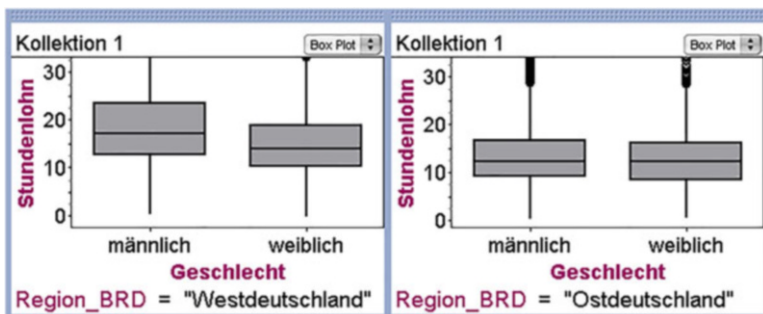 Kollektion 1
Box Plot
Stundenlohn
30
20
10
0
männlich weiblich
Geschlecht
Region_BRD = "Westdeutschland"
Kollektion 1
Box Plot
Stundenlohn
30
20
10
0
männlich weiblich
Geschlecht
Region_BRD = "Ostdeutschland"